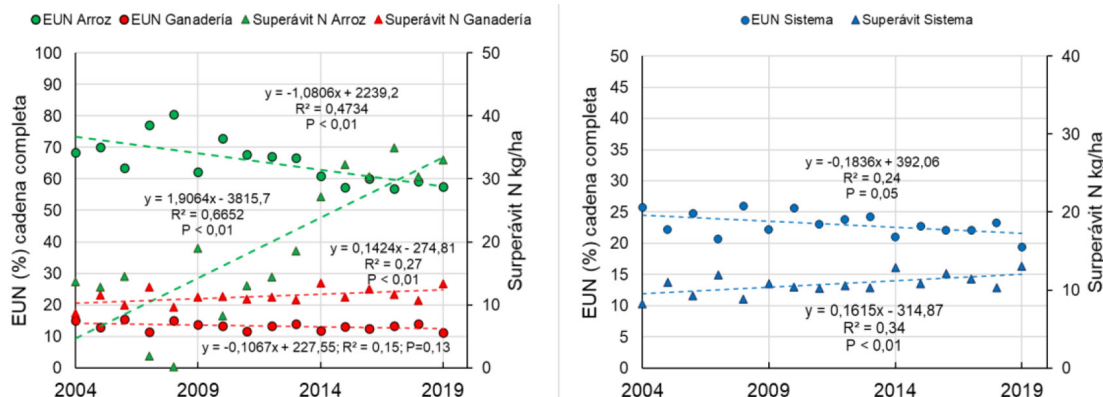 EUN Arroz EUN Ganadería Superávit N Arroz Superávit N Ganadería
EUN (%) cadena completa
100
90
80
70
60
50
40
30
20
10
0
y = -1,0806x + 2239,2
R² = 0,4734
P < 0,01
1,9064x - 3815,7
R² = 0,6652
P < 0,01
0,1424x - 274,81
R² = 0,27
P < 0,01
y = -0,1067x + 227,55; R² = 0,15; P=0,13
50
40
30
20
10
0
Superávit N kg/ha
2004 2009 2014 2019
EUN Sistema Superávit Sistema
EUN (%) cadena completa
50
45
40
35
30
25
20
15
10
5
0
-0,1836x + 392,06
R² = 0,24
P = 0,05
0,1615x - 314,87
R² = 0,34
P < 0,01
40
30
20
10
0
Superávit N kg/ha
2004 2009 2014 2019